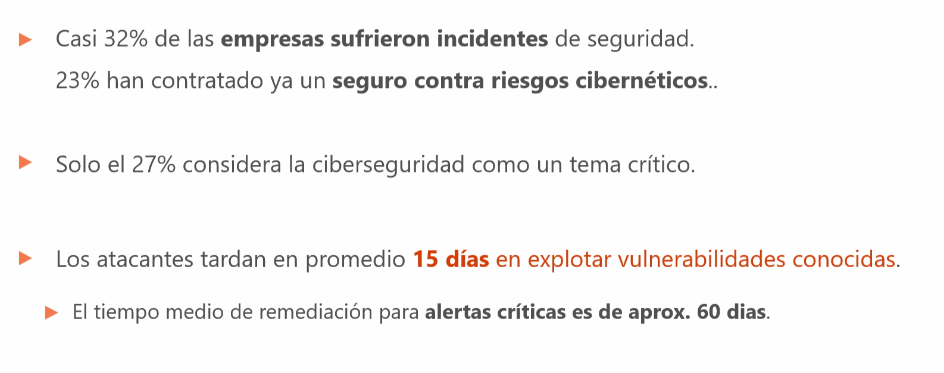 Casi 32% de las empresas sufrieron incidentes de seguridad.
23% han contratado ya un seguro contra riesgos cibernéticos..
Solo el 27% considera la ciberseguridad como un tema crítico.
Los atacantes tardan en promedio 15 días en explotar vulnerabilidades conocidas.
El tiempo medio de remediación para alertas críticas es de aprox. 60 dias.